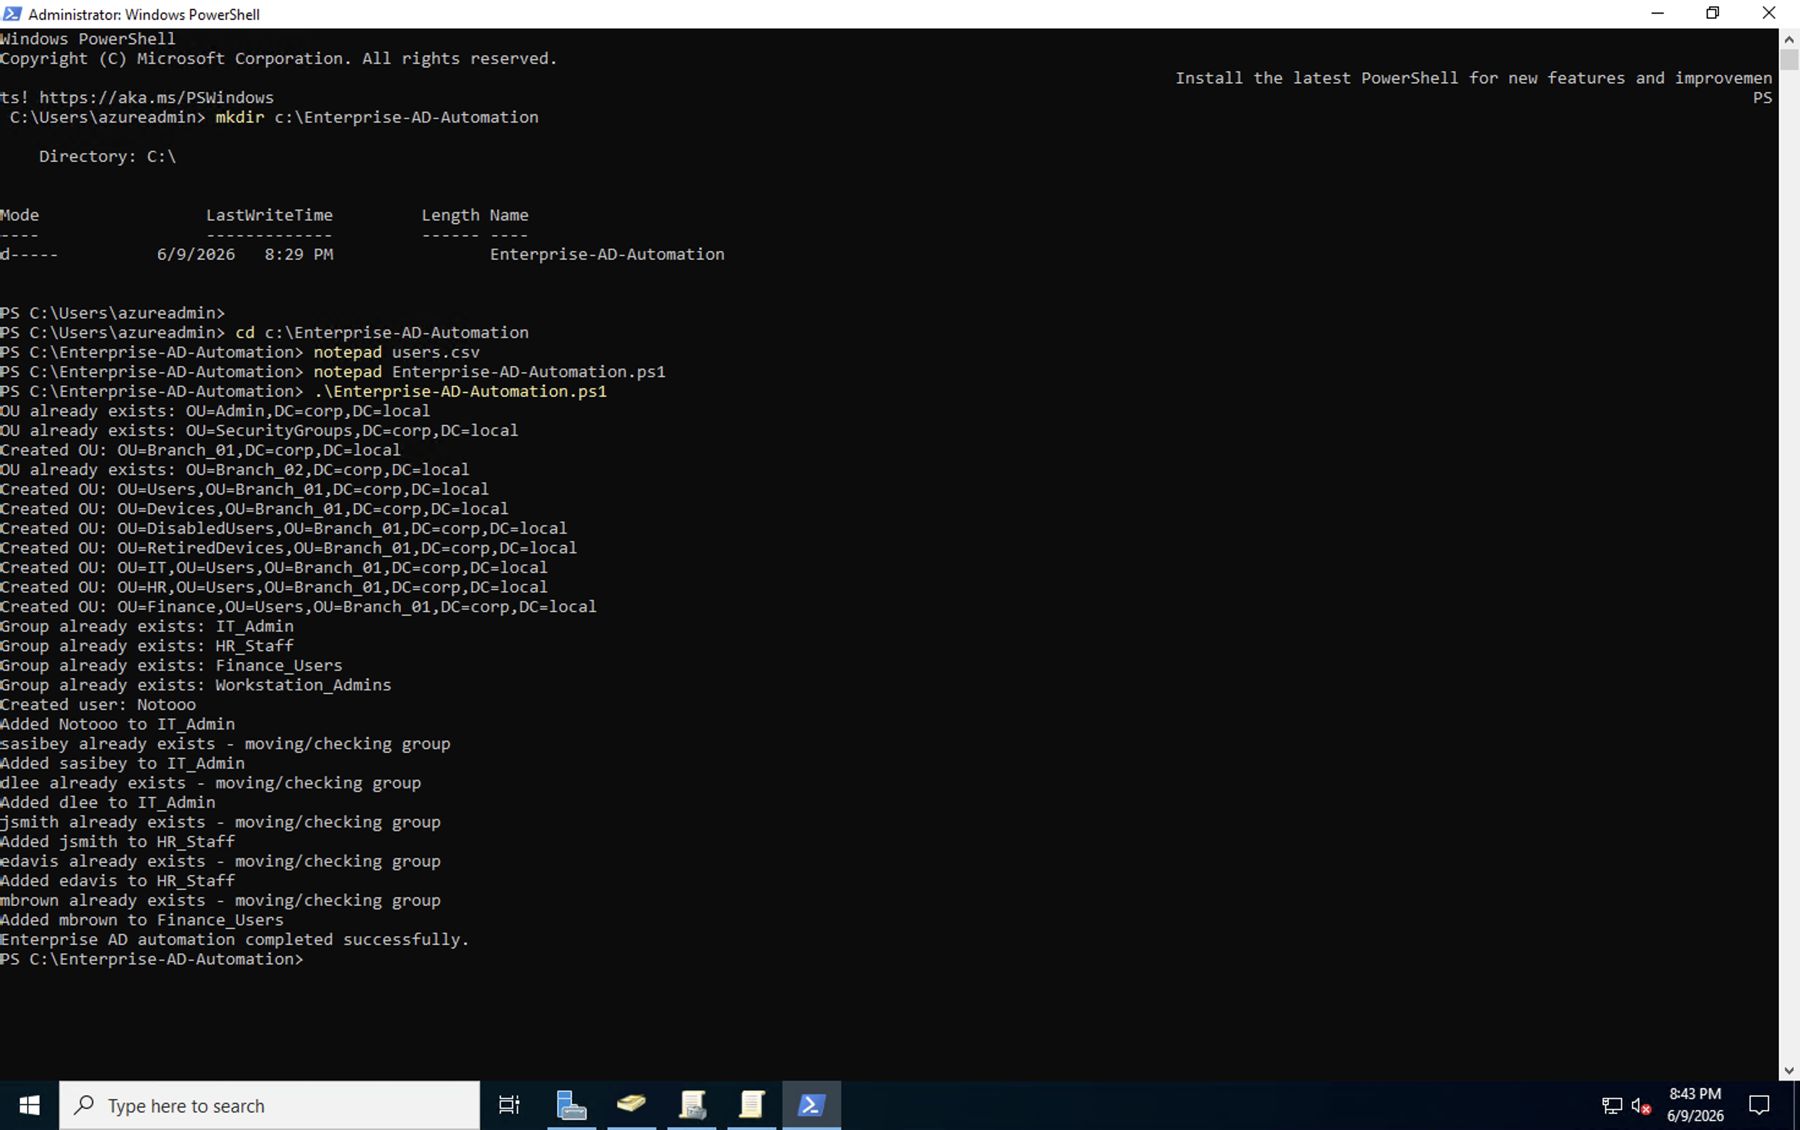 Administrator: Windows PowerShell
Windows PowerShell
Copyright (C) Microsoft Corporation. All rights reserved.
Install the latest PowerShell for new features and improvemen
ts! https://aka.ms/PSWindows
PS
C:\Users\azureadmin> mkdir c:\Enterprise-AD-Automation
Directory: C:\
Mode LastWriteTime Length Name
---- ------------- ------ ----
d----- 6/9/2026 8:29 PM Enterprise-AD-Automation
PS C:\Users\azureadmin>
PS C:\Users\azureadmin> cd c:\Enterprise-AD-Automation
PS C:\Enterprise-AD-Automation> notepad users.csv
PS C:\Enterprise-AD-Automation> notepad Enterprise-AD-Automation.ps1
PS C:\Enterprise-AD-Automation> .\Enterprise-AD-Automation.ps1
OU already exists: OU=Admin,DC=corp,DC=local
OU already exists: OU=SecurityGroups,DC=corp,DC=local
Created OU: OU=Branch_01,DC=corp,DC=local
OU already exists: OU=Branch_02,DC=corp,DC=local
Created OU: OU=Users,OU=Branch_01,DC=corp,DC=local
Created OU: OU=Devices,OU=Branch_01,DC=corp,DC=local
Created OU: OU=DisabledUsers,OU=Branch_01,DC=corp,DC=local
Created OU: OU=RetiredDevices,OU=Branch_01,DC=corp,DC=local
Created OU: OU=IT,OU=Users,OU=Branch_01,DC=corp,DC=local
Created OU: OU=HR,OU=Users,OU=Branch_01,DC=corp,DC=local
Created OU: OU=Finance,OU=Users,OU=Branch_01,DC=corp,DC=local
Group already exists: IT_Admin
Group already exists: HR_Staff
Group already exists: Finance_Users
Group already exists: Workstation_Admins
Created user: Notooo
Added Notooo to IT_Admin
sasibey already exists - moving/checking group
Added sasibey to IT_Admin
dlee already exists - moving/checking group
Added dlee to IT_Admin
jsmith already exists - moving/checking group
Added jsmith to HR_Staff
edavis already exists - moving/checking group
Added edavis to HR_Staff
mbrown already exists - moving/checking group
Added mbrown to Finance_Users
Enterprise AD automation completed successfully.
PS C:\Enterprise-AD-Automation>
Type here to search
8:43 PM
6/9/2026